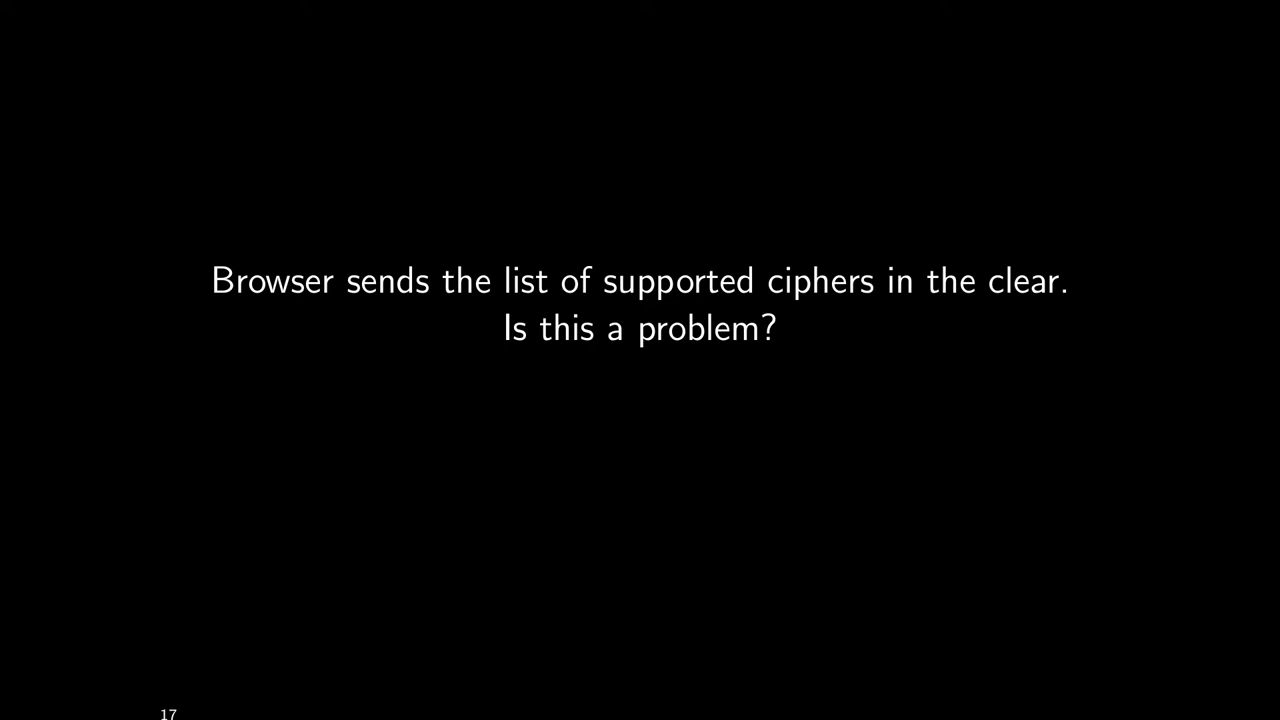 Browser sends the list of supported ciphers in the clear.
Is this a problem?
17